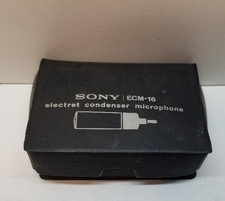 SONY | ECM-16
electret condenser microphone